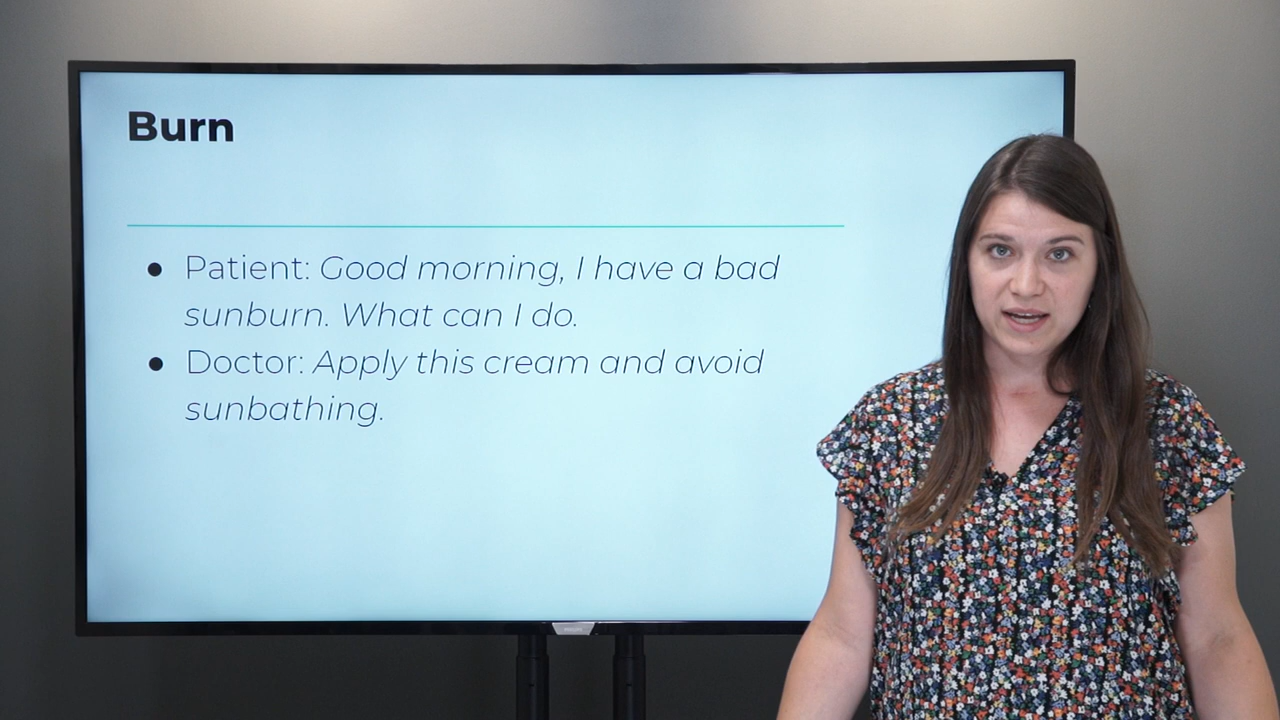 Burn
● Patient: Good morning, I have a bad
sunburn. What can I do.
● Doctor: Apply this cream and avoid
sunbathing.